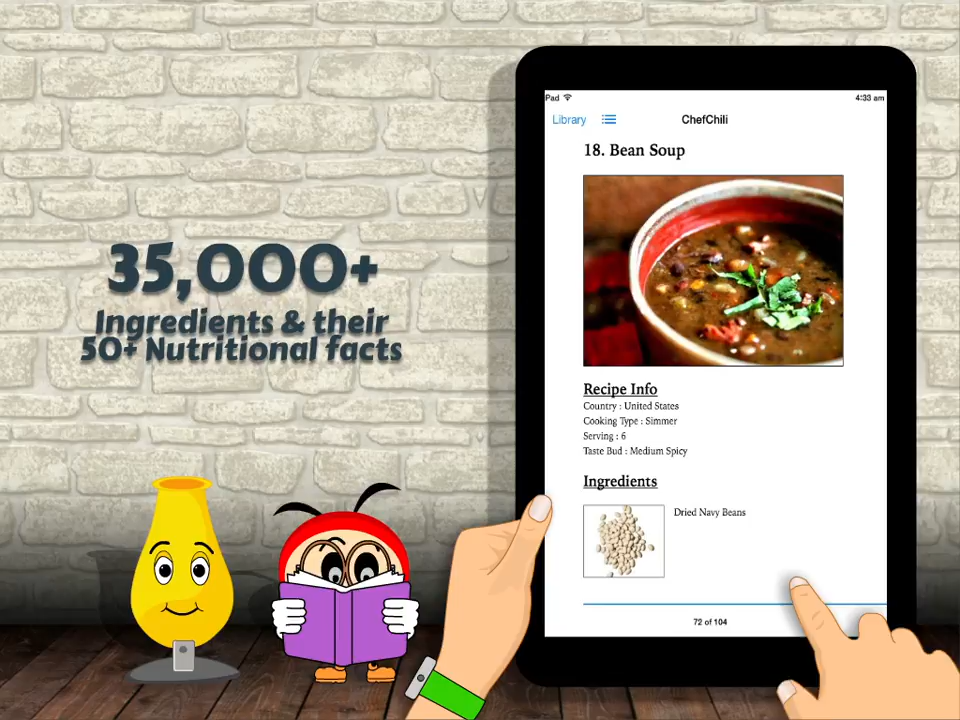 35,000+
Ingredients & their
50+ Nutritional facts
Pad
4:33 am
Library
ChefChili
18. Bean Soup
Recipe Info
Country : United States
Cooking Type : Simmer
Serving : 6
Taste Bud : Medium Spicy
Ingredients
Dried Navy Beans
72 of 104